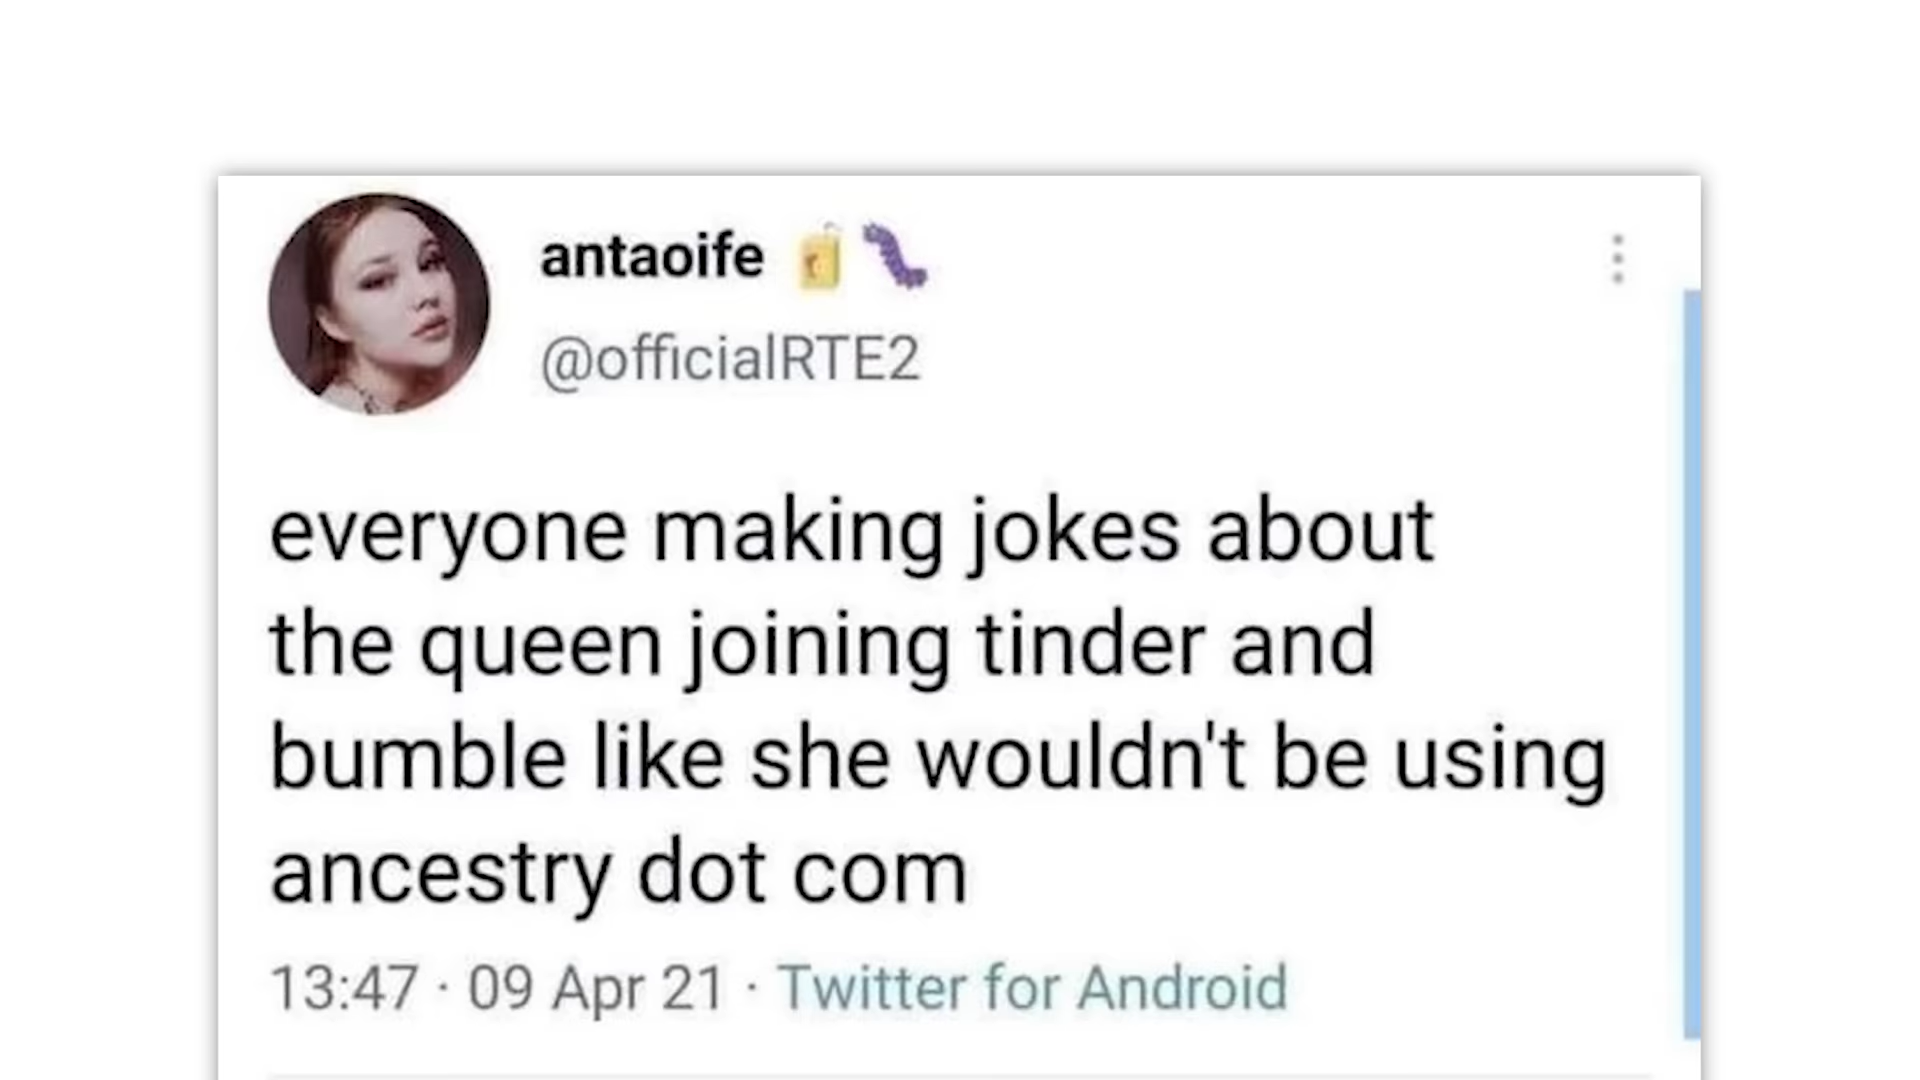 antaoife 🧃🐛
@officialRTE2
everyone making jokes about
the queen joining tinder and
bumble like she wouldn't be using
ancestry dot com
13:47 · 09 Apr 21 · Twitter for Android